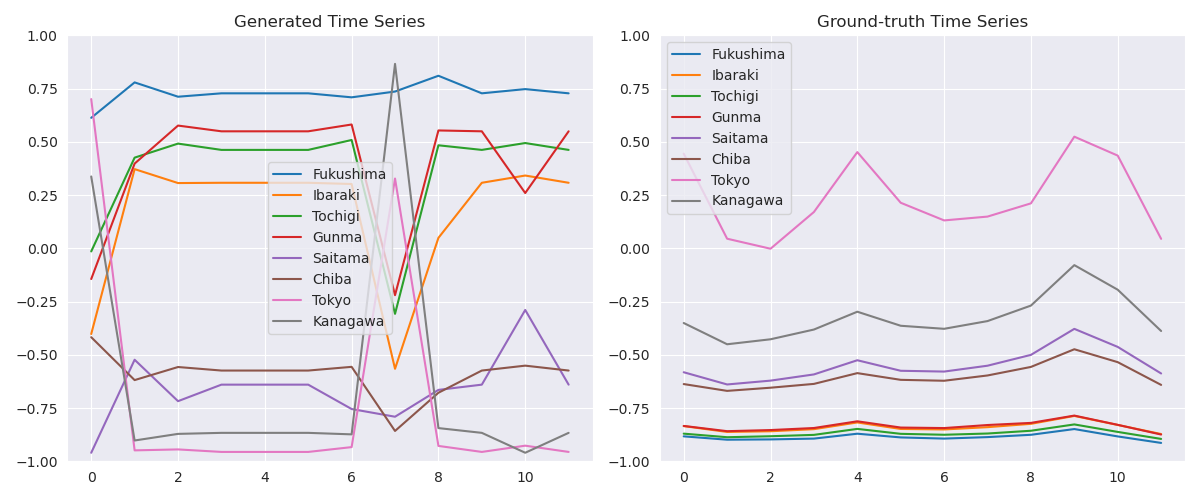 Generated Time Series
1.00
0.75
0.50
0.25
0.00
−0.25
−0.50
−0.75
−1.00
0 2 4 6 8 10
Fukushima
Ibaraki
Tochigi
Gunma
Saitama
Chiba
Tokyo
Kanagawa
Ground-truth Time Series
1.00
0.75
0.50
0.25
0.00
−0.25
−0.50
−0.75
−1.00
0 2 4 6 8 10
Fukushima
Ibaraki
Tochigi
Gunma
Saitama
Chiba
Tokyo
Kanagawa